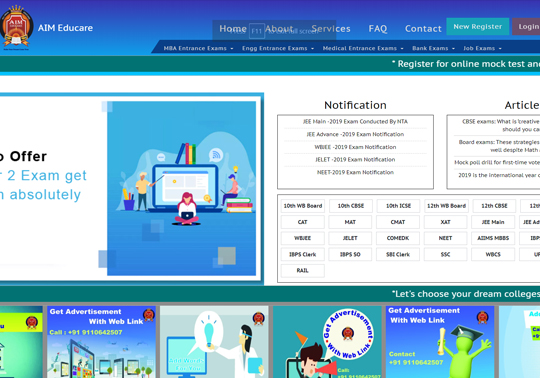 AIM
AIM Educare
Home About Services FAQ Contact
New Register
Login
F11
MBA Entrance Exams
Engg Entrance Exams
Medical Entrance Exams
Bank Exams
Job Exams
* Register for online mock test and
o Offer
r 2 Exam get
m absolutely
Notification
JEE Main -2019 Exam Conducted By NTA
JEE Advance -2019 Exam Notification
WBJEE -2019 Exam Notification
JELET -2019 Exam Notification
NEET-2019 Exam Notification
Article
CBSE exams: What is 'creative
should you ca
Board exams: These strategies
well despite Math
Mock poll drill for first-time vote
2019 is the International year o
10th WB Board 10th CBSE 10th ICSE 12th WB Board 12th CBSE 12th
CAT MAT CMAT XAT JEE Main JEE Ad
WBJEE JELET COMEDK NEET AIIMS MBBS
IBPS Clerk IBPS SO SBI Clerk SSC WBCS
RAIL
*Let's choose your dream colleges
Get Advertisement
With Web Link
Call : +91 9110642507
Get Advertisement
With Web Link
Call
+91 9110642507
Get Advertisement
With Web Link
Contact
+91 9110642507